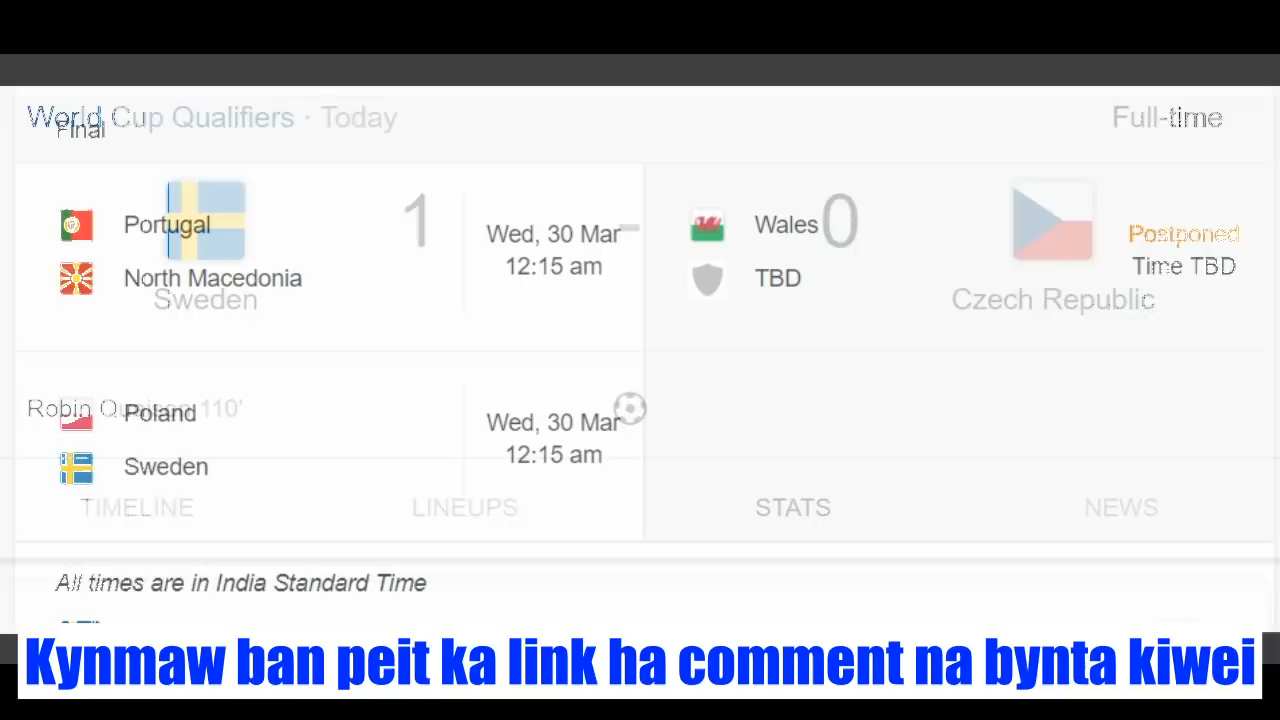 World Cup Qualifiers · Today
Full-time
Final
Portugal
1
Wed, 30 Mar
Wales
0
Postponed
North Macedonia
12:15 am
TBD
Time TBD
Sweden
Czech Republic
Robin 110'
Poland
Wed, 30 Mar
Sweden
12:15 am
TIMELINE
LINEUPS
STATS
NEWS
All times are in India Standard Time
Kynmaw ban peit ka link ha comment na bynta kiwei